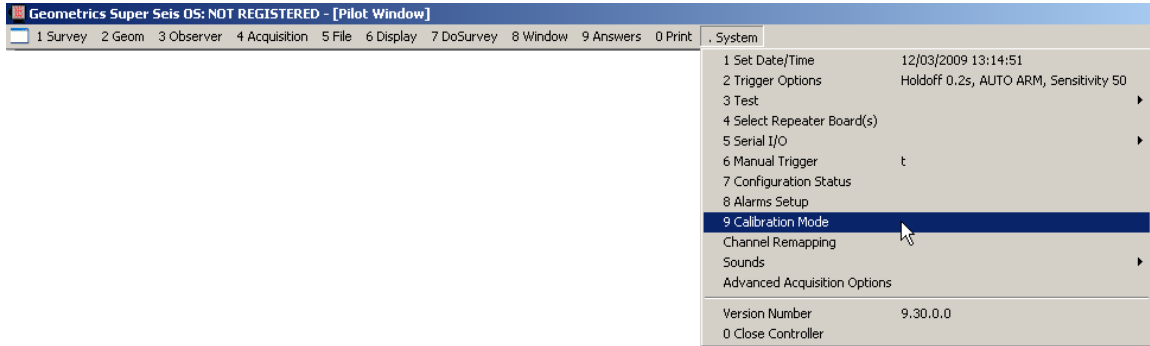 Geometrics Super Seis OS: NOT REGISTERED - [Pilot Window]
1 Survey 2 Geom 3 Observer 4 Acquisition 5 File 6 Display 7 DoSurvey 8 Window 9 Answers 0 Print . System
1 Set Date/Time 12/03/2009 13:14:51
2 Trigger Options Holdoff 0.2s, AUTO ARM, Sensitivity 50
3 Test
4 Select Repeater Board(s)
5 Serial I/O
6 Manual Trigger t
7 Configuration Status
8 Alarms Setup
9 Calibration Mode
Channel Remapping
Sounds
Advanced Acquisition Options
Version Number 9.30.0.0
0 Close Controller